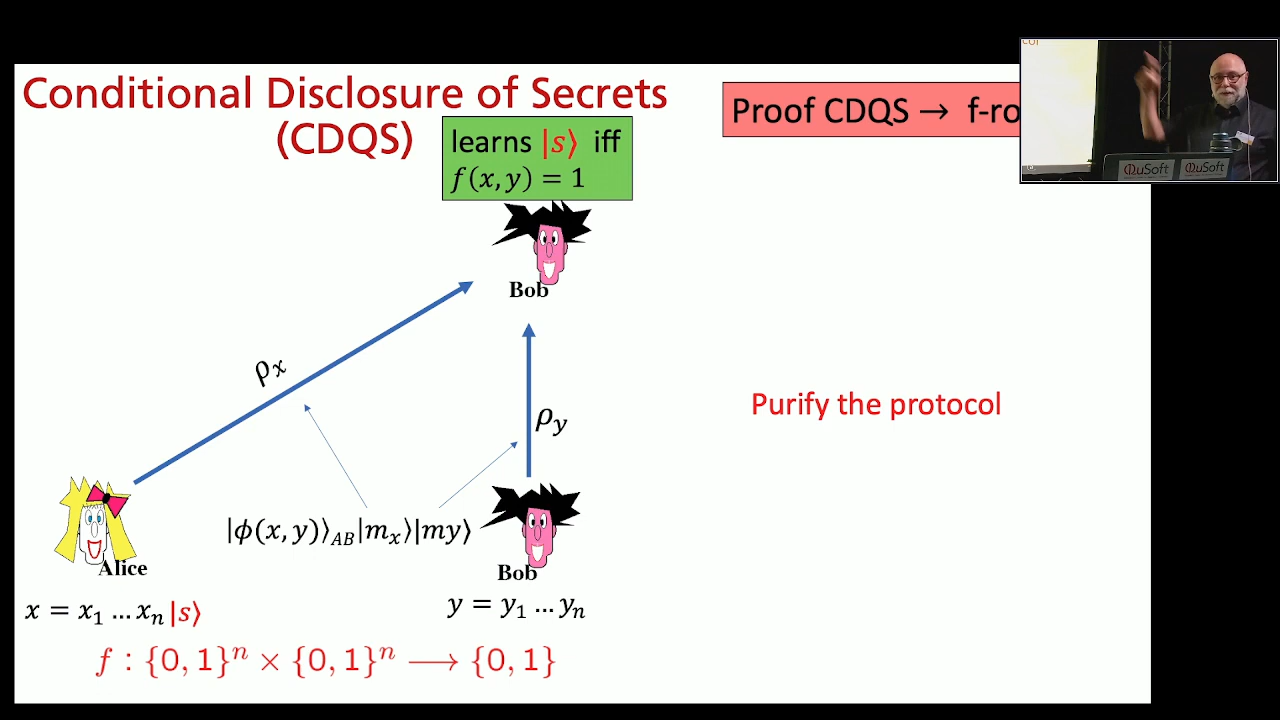 Conditional Disclosure of Secrets
(CDQS)
learns |s⟩ iff
f(x, y) = 1
Proof CDQS → f-ro
QuSoft QuSoft
Bob
ρx
ρy
Purify the protocol
|ϕ(x, y)⟩AB|mx⟩|my⟩
Alice
Bob
x = x1 … xn |s⟩
y = y1 … yn
f : {0, 1}ⁿ × {0, 1}ⁿ ⟶ {0, 1}